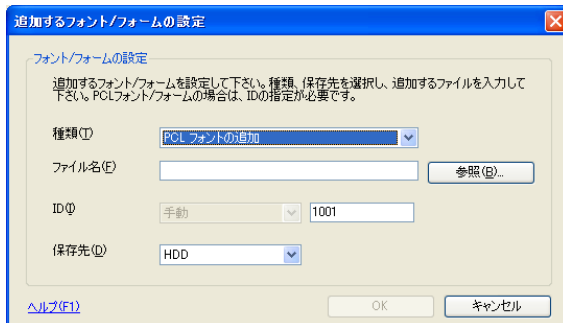 追加するフォント/フォームの設定
フォント/フォームの設定
追加するフォント/フォームを設定して下さい。種類、保存先を選択し、追加するファイルを入力して
下さい。PCLフォント/フォームの場合は、IDの指定が必要です。
種類(T)
PCL フォントの追加
ファイル名(F)
参照(B)...
ID(I)
手動
1001
保存先(D)
HDD
ヘルプ(F1)
OK
キャンセル